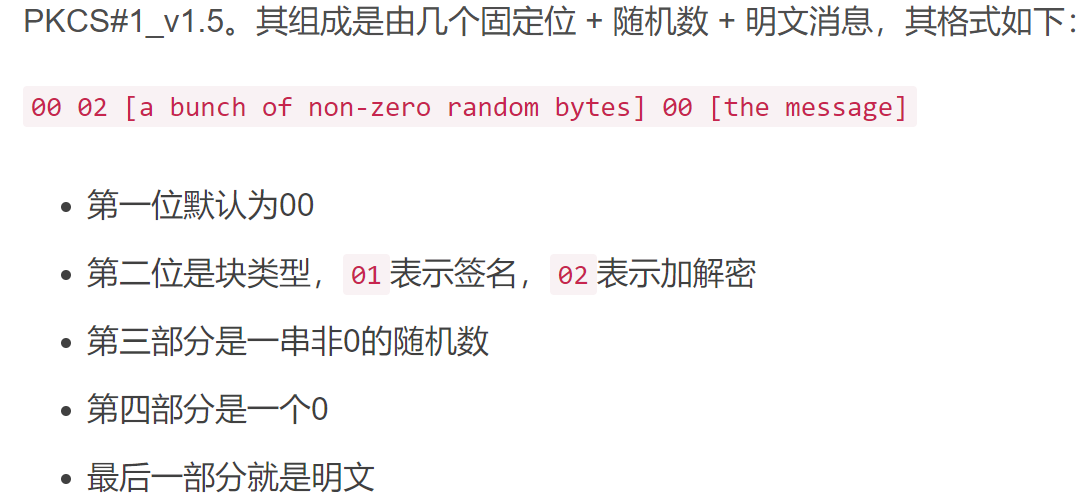 PKCS#1_v1.5。其组成是由几个固定位 + 随机数 + 明文消息，其格式如下：
00 02 [a bunch of non-zero random bytes] 00 [the message]
• 第一位默认为00
• 第二位是块类型，01表示签名，02表示加解密
• 第三部分是一串非0的随机数
• 第四部分是一个0
• 最后一部分就是明文